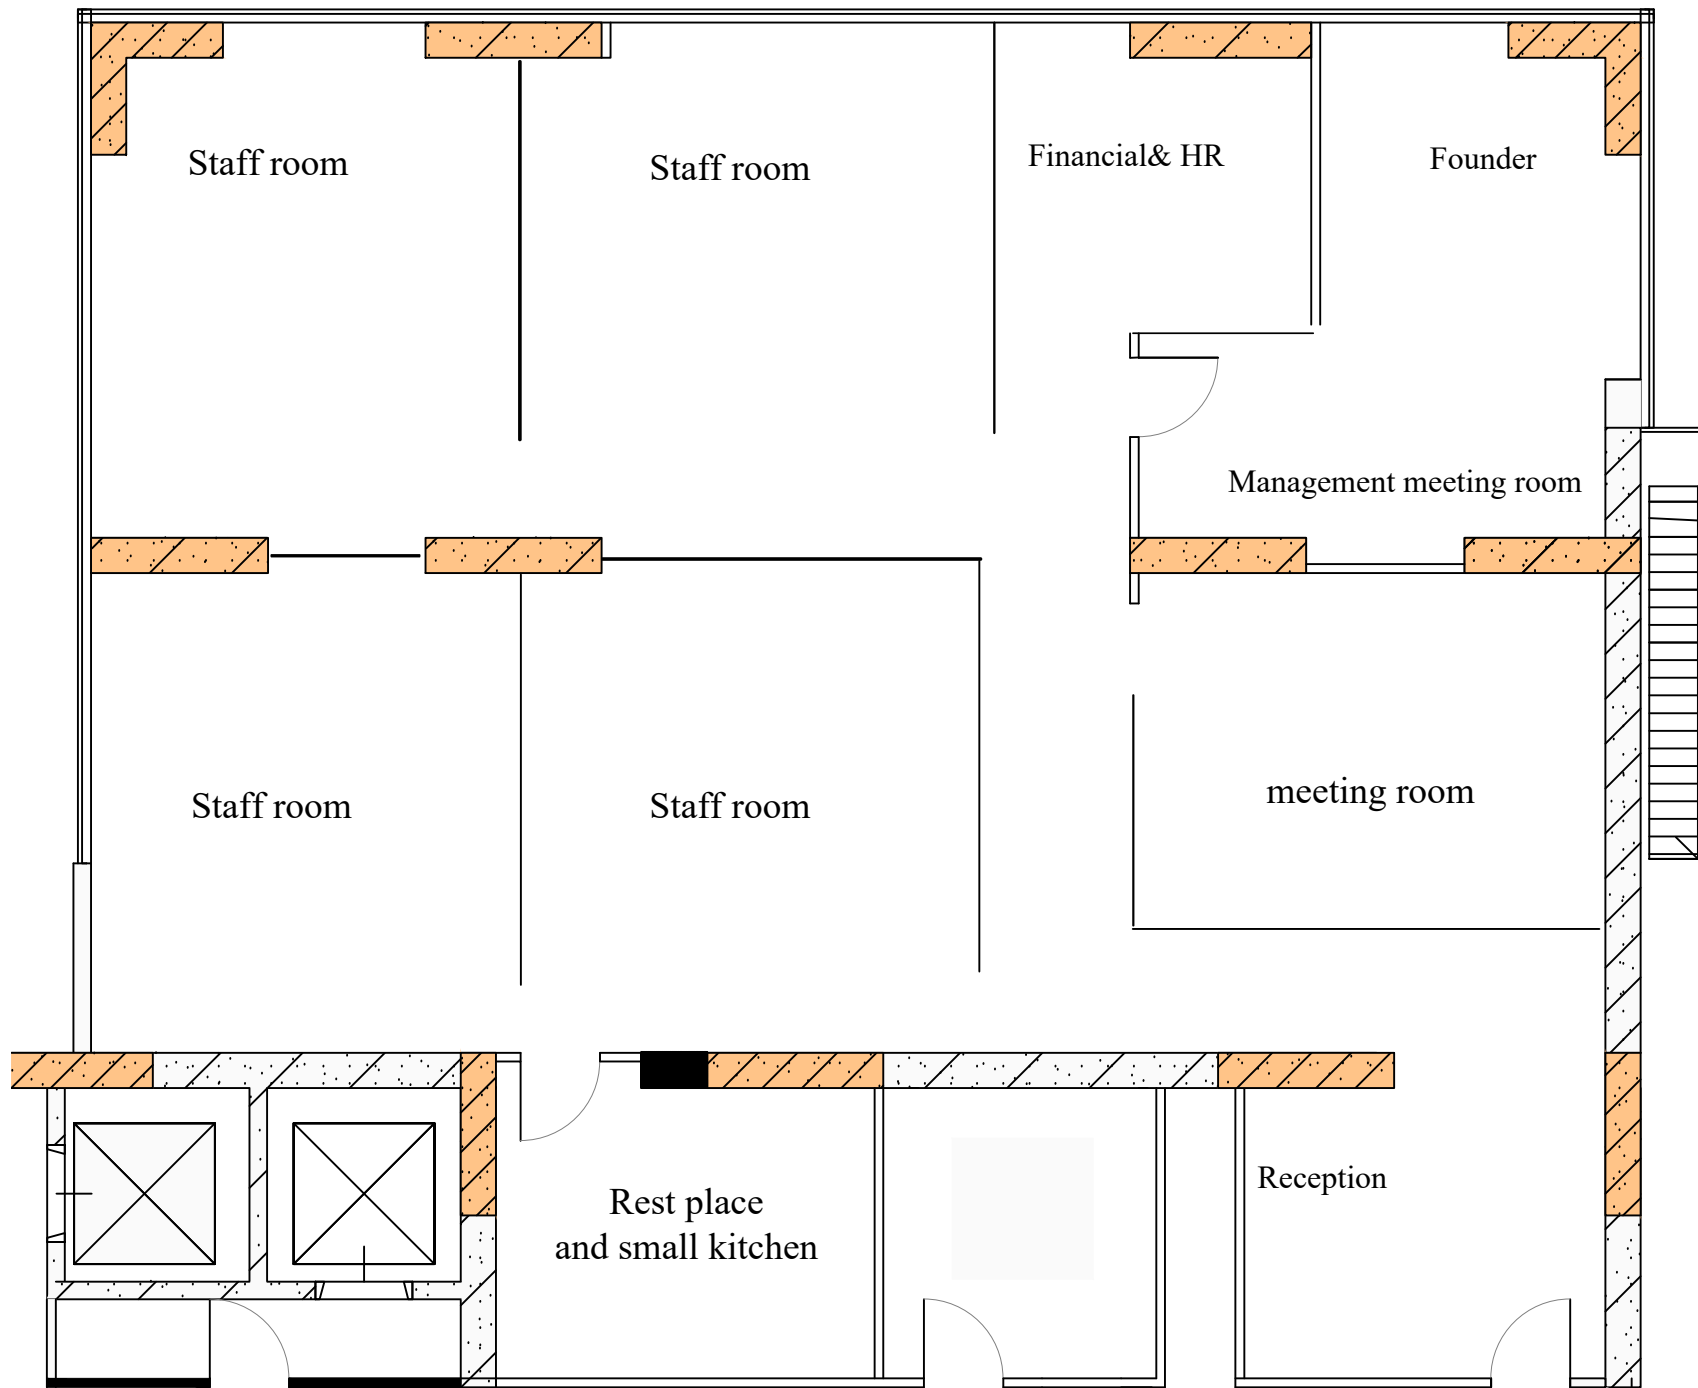 Staff room
Staff room
Financial& HR
Founder
Management meeting room
Staff room
Staff room
meeting room
Rest place
and small kitchen
Reception